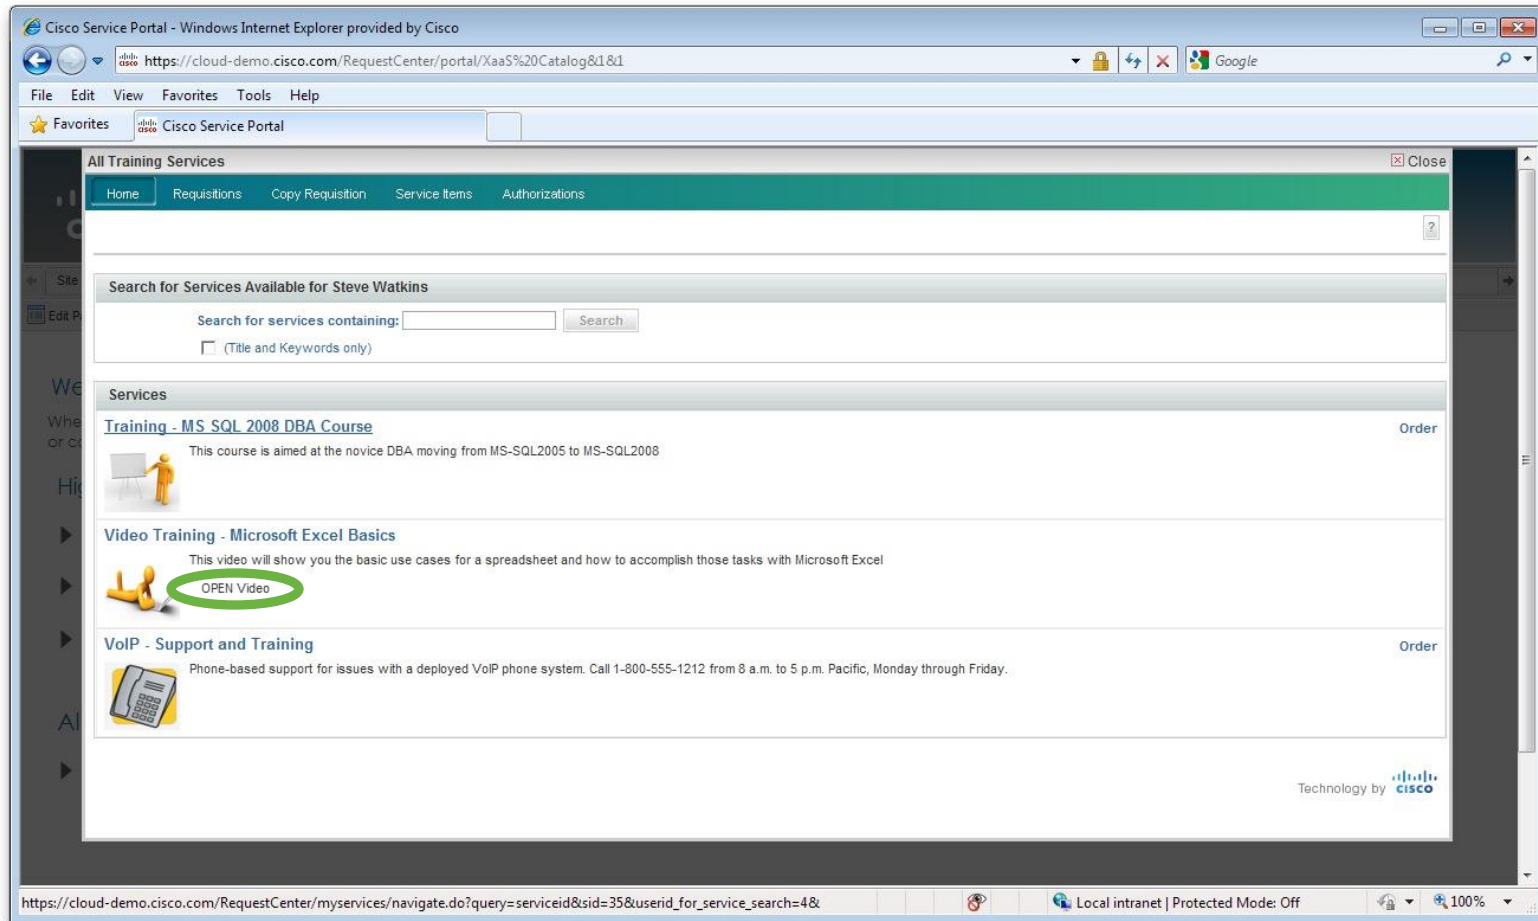 Cisco Service Portal - Windows Internet Explorer provided by Cisco
https://cloud-demo.cisco.com/RequestCenter/portal/XaaS%20Catalog&1&1
Google
File Edit View Favorites Tools Help
Favorites
Cisco Service Portal
All Training Services
Close
Home Requisitions Copy Requisition Service Items Authorizations
?
Site
Search for Services Available for Steve Watkins
Edit P
Search for services containing:
Search
(Title and Keywords only)
We
Services
Whe
Training - MS SQL 2008 DBA Course
Order
or co
This course is aimed at the novice DBA moving from MS-SQL2005 to MS-SQL2008
Hig
Video Training - Microsoft Excel Basics
This video will show you the basic use cases for a spreadsheet and how to accomplish those tasks with Microsoft Excel
OPEN Video
VoIP - Support and Training
Order
Phone-based support for issues with a deployed VoIP phone system. Call 1-800-555-1212 from 8 a.m. to 5 p.m. Pacific, Monday through Friday.
Al
Technology by cisco
https://cloud-demo.cisco.com/RequestCenter/myservices/navigate.do?query=serviceid&sid=35&userid_for_service_search=4&
Local intranet | Protected Mode: Off
100%